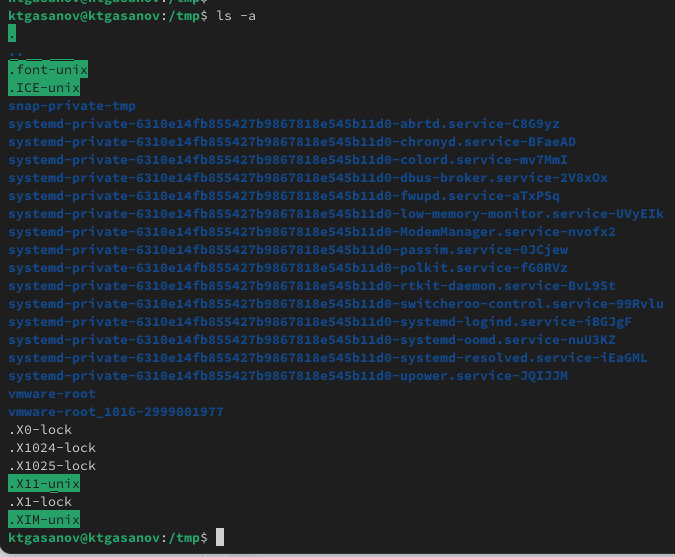 ktgasanov@ktgasanov:/tmp$ ls -a
.
..
.font-unix
.ICE-unix
snap-private-tmp
systemd-private-6310e14fb855427b9867818e545b11d0-abrtd.service-C8G9yz
systemd-private-6310e14fb855427b9867818e545b11d0-chronyd.service-BFaeAD
systemd-private-6310e14fb855427b9867818e545b11d0-colord.service-mv7MmI
systemd-private-6310e14fb855427b9867818e545b11d0-dbus-broker.service-2V8xOx
systemd-private-6310e14fb855427b9867818e545b11d0-fwupd.service-aTxPSq
systemd-private-6310e14fb855427b9867818e545b11d0-low-memory-monitor.service-UVyEIk
systemd-private-6310e14fb855427b9867818e545b11d0-ModemManager.service-nvofx2
systemd-private-6310e14fb855427b9867818e545b11d0-passim.service-0JCjew
systemd-private-6310e14fb855427b9867818e545b11d0-polkit.service-fG0RVz
systemd-private-6310e14fb855427b9867818e545b11d0-rtkit-daemon.service-BvL9St
systemd-private-6310e14fb855427b9867818e545b11d0-switcheroo-control.service-99Rvlu
systemd-private-6310e14fb855427b9867818e545b11d0-systemd-logind.service-iBGJgF
systemd-private-6310e14fb855427b9867818e545b11d0-systemd-oomd.service-nuU3KZ
systemd-private-6310e14fb855427b9867818e545b11d0-systemd-resolved.service-iEaGML
systemd-private-6310e14fb855427b9867818e545b11d0-upower.service-JQIJJM
vmware-root
vmware-root_1016-2999001977
.X0-lock
.X1024-lock
.X1025-lock
.X11-unix
.X1-lock
.XIM-unix
ktgasanov@ktgasanov:/tmp$